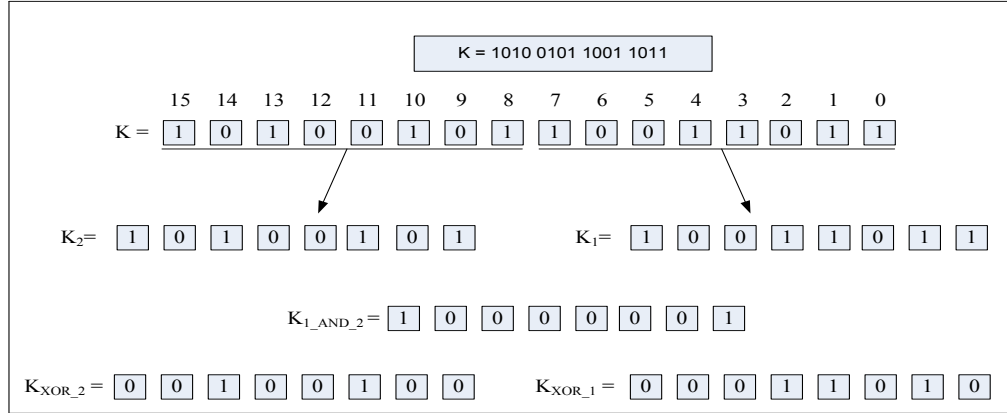 K = 1010 0101 1001 1011
15 14 13 12 11 10 9 8 7 6 5 4 3 2 1 0
K = 1 0 1 0 0 1 0 1 1 0 0 1 1 0 1 1
K₂= 1 0 1 0 0 1 0 1 K₁= 1 0 0 1 1 0 1 1
K₁_AND_₂ = 1 0 0 0 0 0 0 1
K_XOR_2 = 0 0 1 0 0 1 0 0 K_XOR_1 = 0 0 0 1 1 0 1 0